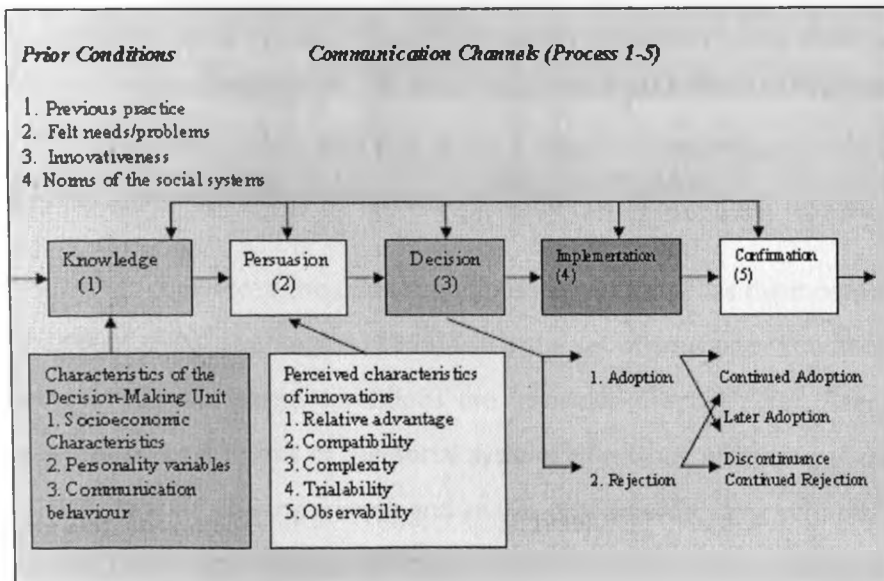 Prior Conditions
Communication Channels (Process 1-5)
1. Previous practice
2. Felt needs/problems
3. Innovativeness
4 Norms of the social systems
Knowledge
(1)
Persuasion
(2)
Decision
(3)
Implementation
(4)
Confirmation
(5)
Characteristics of the
Decision-Making Unit
1. Socioeconomic
Characteristics
2. Personality variables
3. Communication
behaviour
Perceived characteristics
of innovations
1. Relative advantage
2. Compatibility
3. Complexity
4. Trialability
5. Observability
1. Adoption
2. Rejection
Continued Adoption
Later Adoption
Discontinuance
Continued Rejection